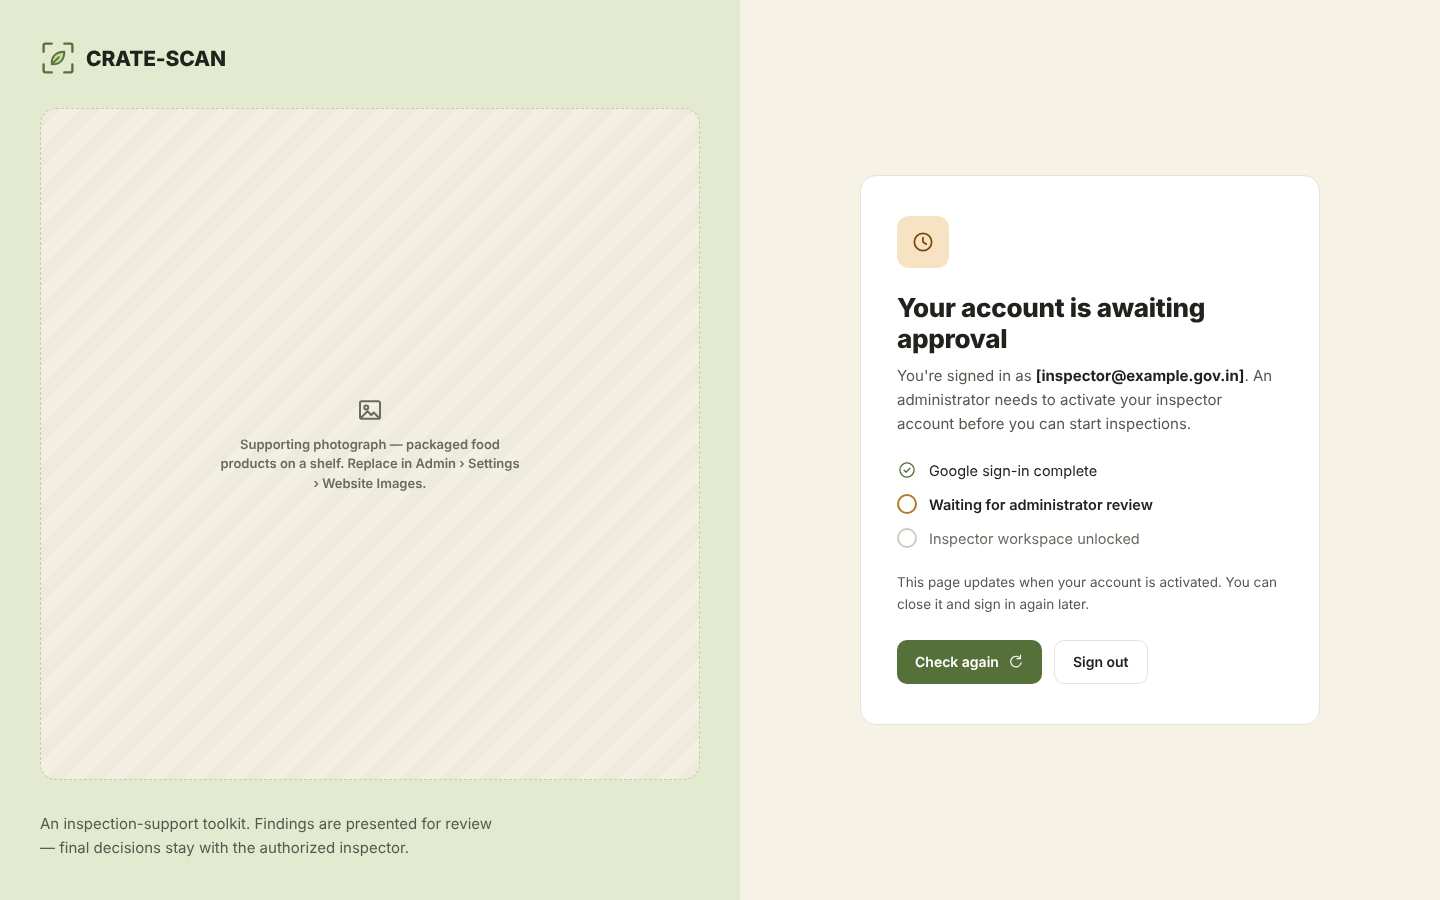 CRATE-SCAN
Supporting photograph — packaged food
products on a shelf. Replace in Admin › Settings
› Website Images.
An inspection-support toolkit. Findings are presented for review
— final decisions stay with the authorized inspector.
Your account is awaiting
approval
You're signed in as [inspector@example.gov.in]. An
administrator needs to activate your inspector
account before you can start inspections.
Google sign-in complete
Waiting for administrator review
Inspector workspace unlocked
This page updates when your account is activated. You can
close it and sign in again later.
Check again
Sign out